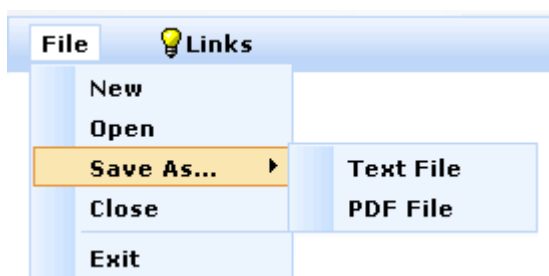 File Links
New
Open
Save As... Text File
Close PDF File
Exit